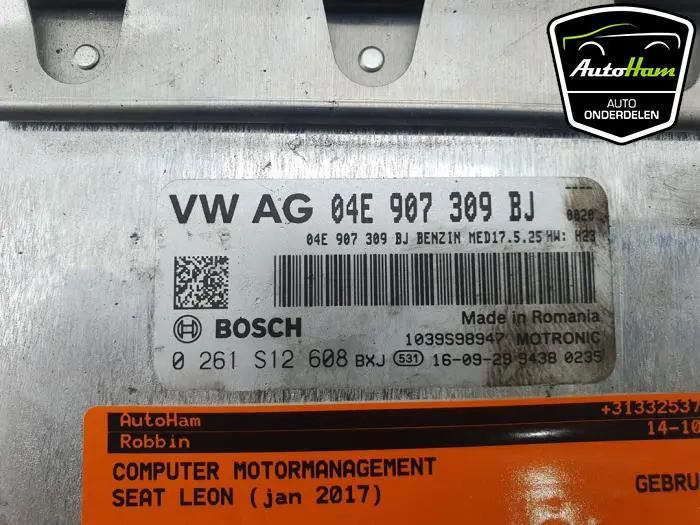 AutoHam
AUTO
ONDERDELEN
VW AG 04E 907 309 BJ
0020
04E 907 309 BJ BENZIN MED17.5.25 HW: H23
Made in Romania
BOSCH
1039S98947 MOTRONIC
0 261 S12 608 BXJ 531 16-09-29 9438 0235
AutoHam
+31332537
Robbin
14-10
COMPUTER MOTORMANAGEMENT
GEBRU
SEAT LEON (jan 2017)